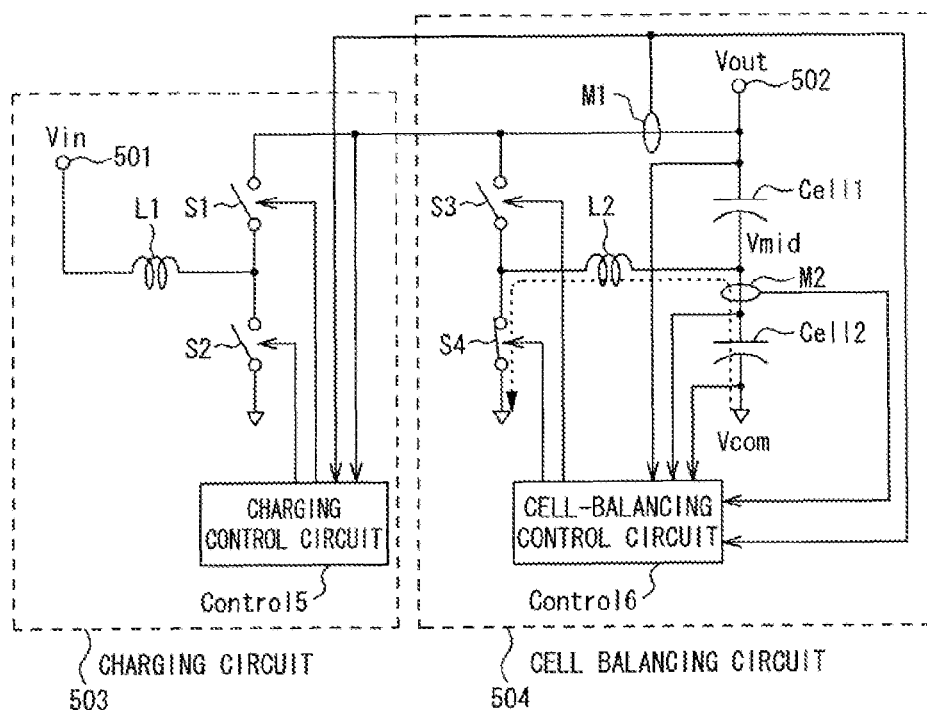 Vout
502
M1
Vin
501
S1
L1
S3
L2
Cell1
Vmid
M2
S2
S4
Cell2
Vcom
CHARGING
CONTROL CIRCUIT
CELL-BALANCING
CONTROL CIRCUIT
Control5
Control6
503
CHARGING CIRCUIT
504
CELL BALANCING CIRCUIT